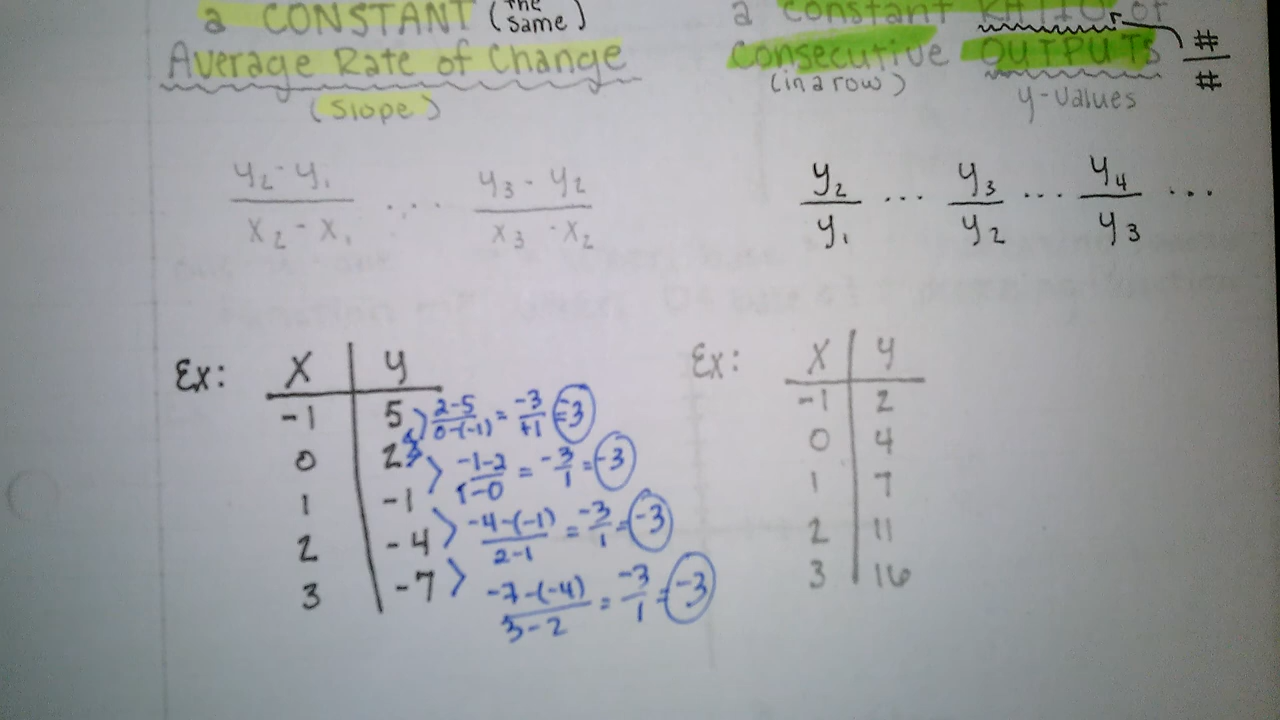 a CONSTANT (the same)
Average Rate of Change
(Slope)
y₂ - y₁ / x₂ - x₁ .... y₃ - y₂ / x₃ - x₂
a constant RATIO of
Consecutive OUTPUTS # / #
(in a row) y-values
y₂ / y₁ ... y₃ / y₂ ... y₄ / y₃ ...
Ex: x | y
-1 | 5 2-5 / 0-(-1) = -3 / +1 = -3
0 | 2 -1-2 / 1-0 = -3 / 1 = -3
1 | -1 -4-(-1) / 2-1 = -3 / 1 = -3
2 | -4 -7-(-4) / 3-2 = -3 / 1 = -3
3 | -7
Ex: x | y
-1 | 2
0 | 4
1 | 7
2 | 11
3 | 16